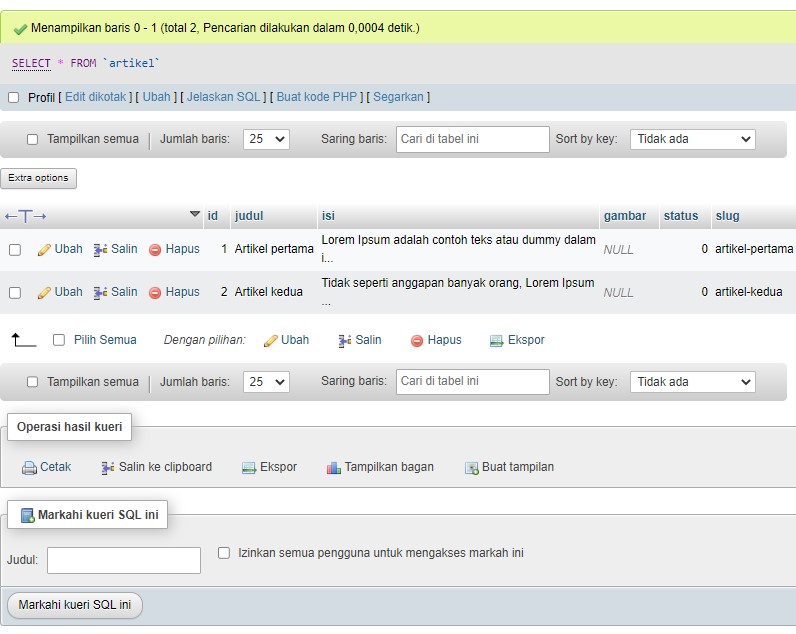 Menampilkan baris 0 - 1 (total 2, Pencarian dilakukan dalam 0,0004 detik.)
SELECT * FROM `artikel`
Profil [ Edit dikotak ] [ Ubah ] [ Jelaskan SQL ] [ Buat kode PHP ] [ Segarkan ]
Tampilkan semua | Jumlah baris: 25 Saring baris: Cari di tabel ini Sort by key: Tidak ada
Extra options
←T→ id judul isi gambar status slug
Ubah Salin Hapus 1 Artikel pertama Lorem Ipsum adalah contoh teks atau dummy dalam i... NULL 0 artikel-pertama
Ubah Salin Hapus 2 Artikel kedua Tidak seperti anggapan banyak orang, Lorem Ipsum ... NULL 0 artikel-kedua
Pilih Semua Dengan pilihan: Ubah Salin Hapus Ekspor
Tampilkan semua | Jumlah baris: 25 Saring baris: Cari di tabel ini Sort by key: Tidak ada
Operasi hasil kueri
Cetak Salin ke clipboard Ekspor Tampilkan bagan Buat tampilan
Markahi kueri SQL ini
Judul: Izinkan semua pengguna untuk mengakses markah ini
Markahi kueri SQL ini